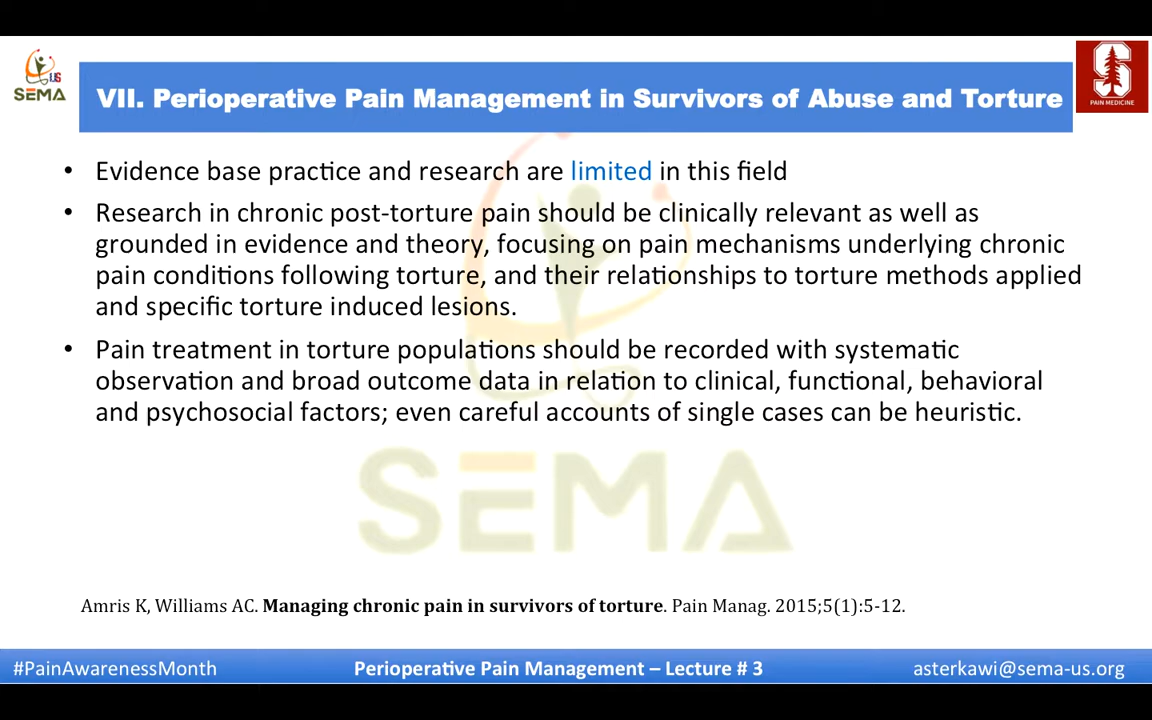 US
SEMA
VII. Perioperative Pain Management in Survivors of Abuse and Torture
S
PAIN MEDICINE
• Evidence base practice and research are limited in this field
• Research in chronic post-torture pain should be clinically relevant as well as
grounded in evidence and theory, focusing on pain mechanisms underlying chronic
pain conditions following torture, and their relationships to torture methods applied
and specific torture induced lesions.
• Pain treatment in torture populations should be recorded with systematic
observation and broad outcome data in relation to clinical, functional, behavioral
and psychosocial factors; even careful accounts of single cases can be heuristic.
SEMA
Amris K, Williams AC. Managing chronic pain in survivors of torture. Pain Manag. 2015;5(1):5-12.
#PainAwarenessMonth
Perioperative Pain Management – Lecture # 3
asterkawi@sema-us.org